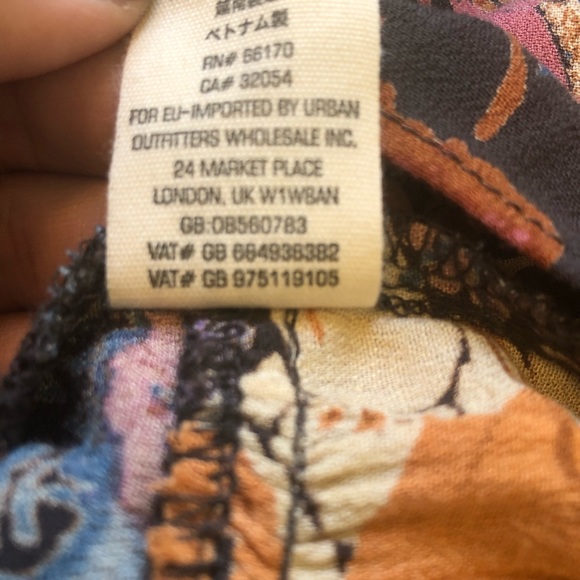 ベトナム製
RN# 66170
CA# 32054
FOR EU-IMPORTED BY URBAN
OUTFITTERS WHOLESALE INC.
24 MARKET PLACE
LONDON, UK W1W8AN
GB:08560783
VAT# GB 664936382
VAT# GB 975119105